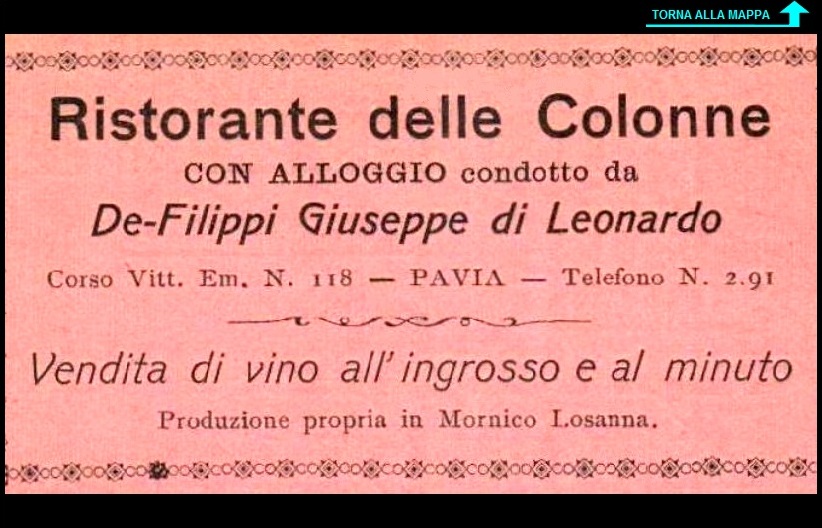 TORNA ALLA MAPPA
Ristorante delle Colonne
CON ALLOGGIO condotto da
De-Filippi Giuseppe di Leonardo
Corso Vitt. Em. N. 118 — PAVIA — Telefono N. 2.91
Vendita di vino all' ingrosso e al minuto
Produzione propria in Mornico Losanna.